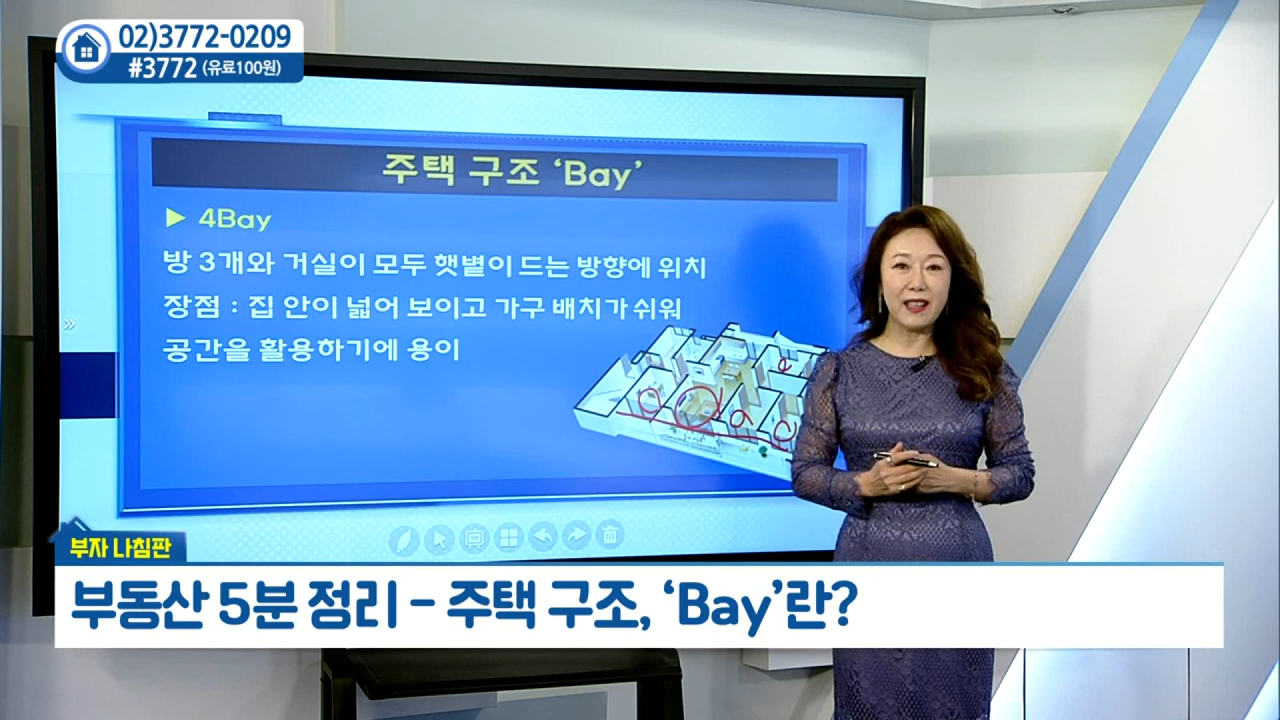 02)3772-0209
#3772 (유료100원)
주택 구조 ‘Bay’
▶ 4Bay
방 3개와 거실이 모두 햇볕이 드는 방향에 위치
장점 : 집 안이 넓어 보이고 가구 배치가 쉬워
공간을 활용하기에 용이
부자 나침판
부동산 5분 정리 - 주택 구조, ‘Bay’란?